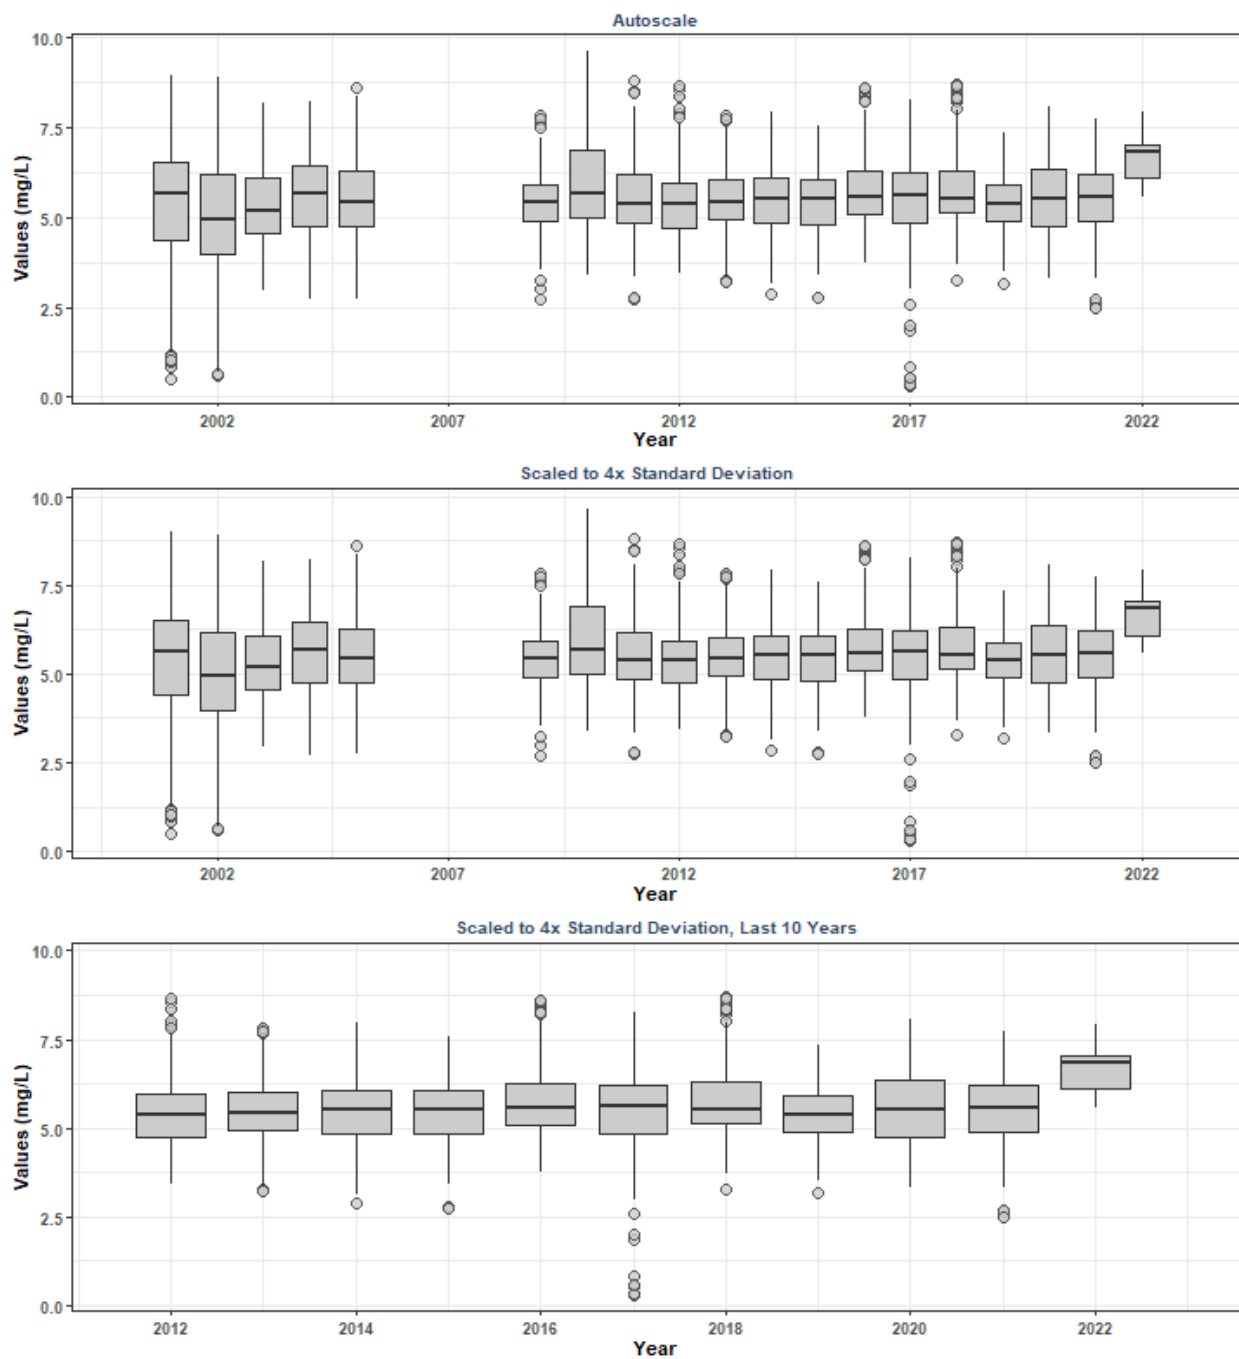 Autoscale
10.0
7.5
5.0
2.5
0.0
Values (mg/L)
2002 2007 2012 2017 2022
Year
Scaled to 4x Standard Deviation
10.0
7.5
5.0
2.5
0.0
Values (mg/L)
2002 2007 2012 2017 2022
Year
Scaled to 4x Standard Deviation, Last 10 Years
10.0
7.5
5.0
2.5
0.0
Values (mg/L)
2012 2014 2016 2018 2020 2022
Year